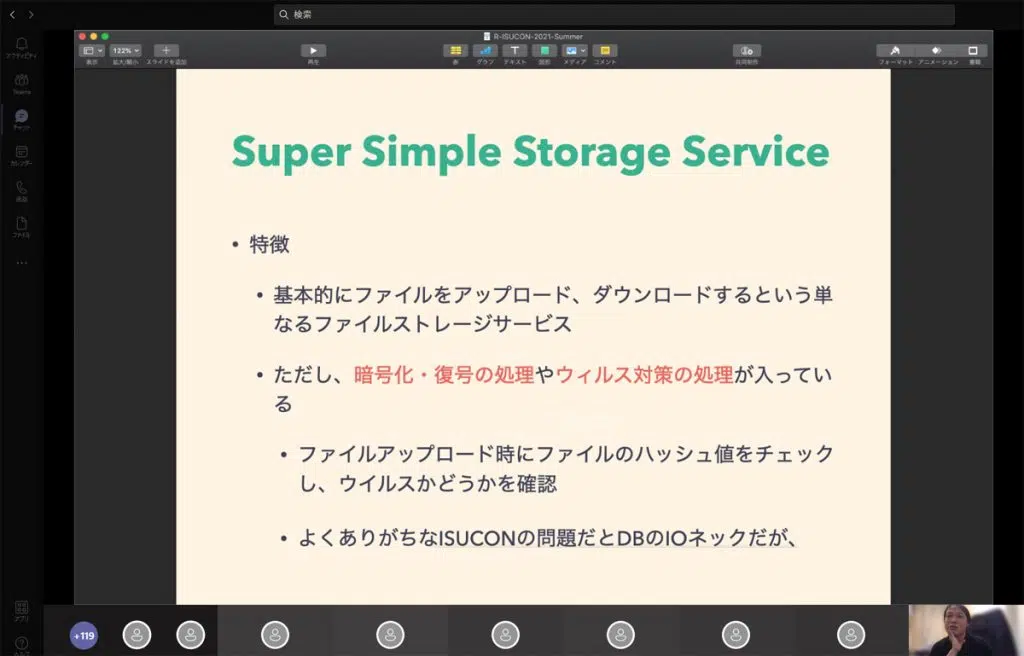 検索
R-ISUCON-2021-Summer
122%
表示
拡大/縮小
スライドを追加
再生
表
グラフ
テキスト
図形
メディア
コメント
共同制作
フォーマット
アニメーション
書類
アクティビティ
Teams
チャット
カレンダー
通話
ファイル
Super Simple Storage Service
• 特徴
• 基本的にファイルをアップロード、ダウンロードするという単
なるファイルストレージサービス
• ただし、暗号化・復号の処理やウィルス対策の処理が入ってい
る
• ファイルアップロード時にファイルのハッシュ値をチェック
し、ウイルスかどうかを確認
• よくありがちなISUCONの問題だとDBのIOネックだが、
アプリ
ヘルプ
+119